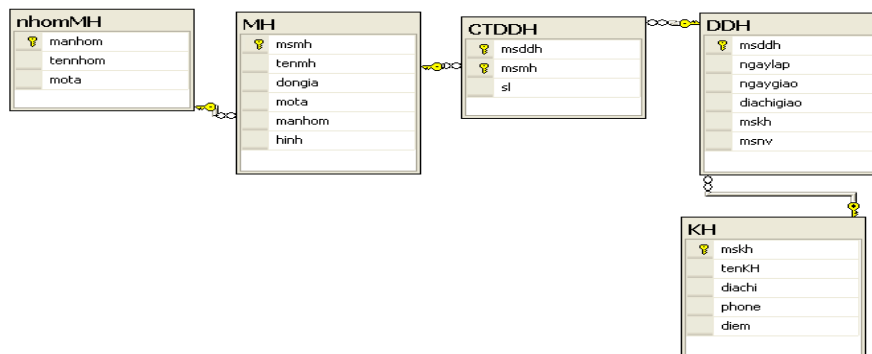 nhomMH
manhom
tennhom
mota
MH
msmh
tenmh
dongia
mota
manhom
hinh
CTDDH
msddh
msmh
sl
DDH
msddh
ngaylap
ngaygiao
diachigiao
mskh
msnv
KH
mskh
tenKH
diachi
phone
diem